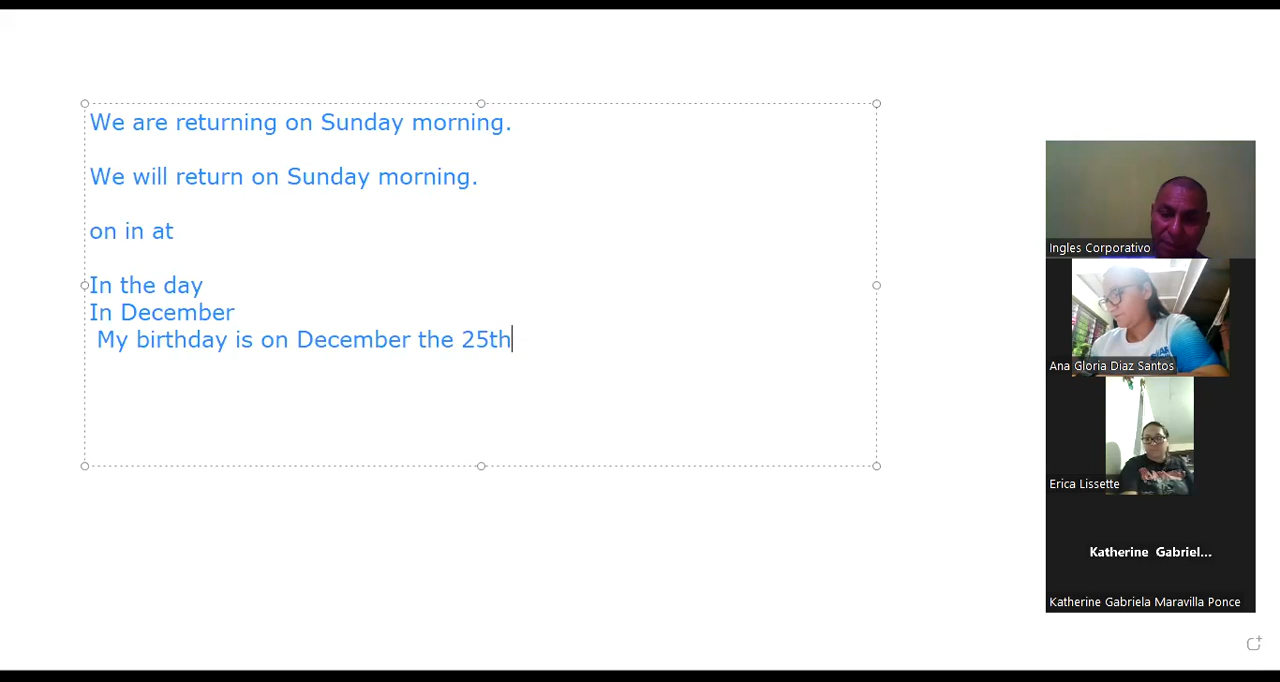 We are returning on Sunday morning.
We will return on Sunday morning.
on in at
In the day
In December
My birthday is on December the 25th
Ingles Corporativo
Ana Gloria Diaz Santos
Erica Lissette
Katherine Gabriel...
Katherine Gabriela Maravilla Ponce